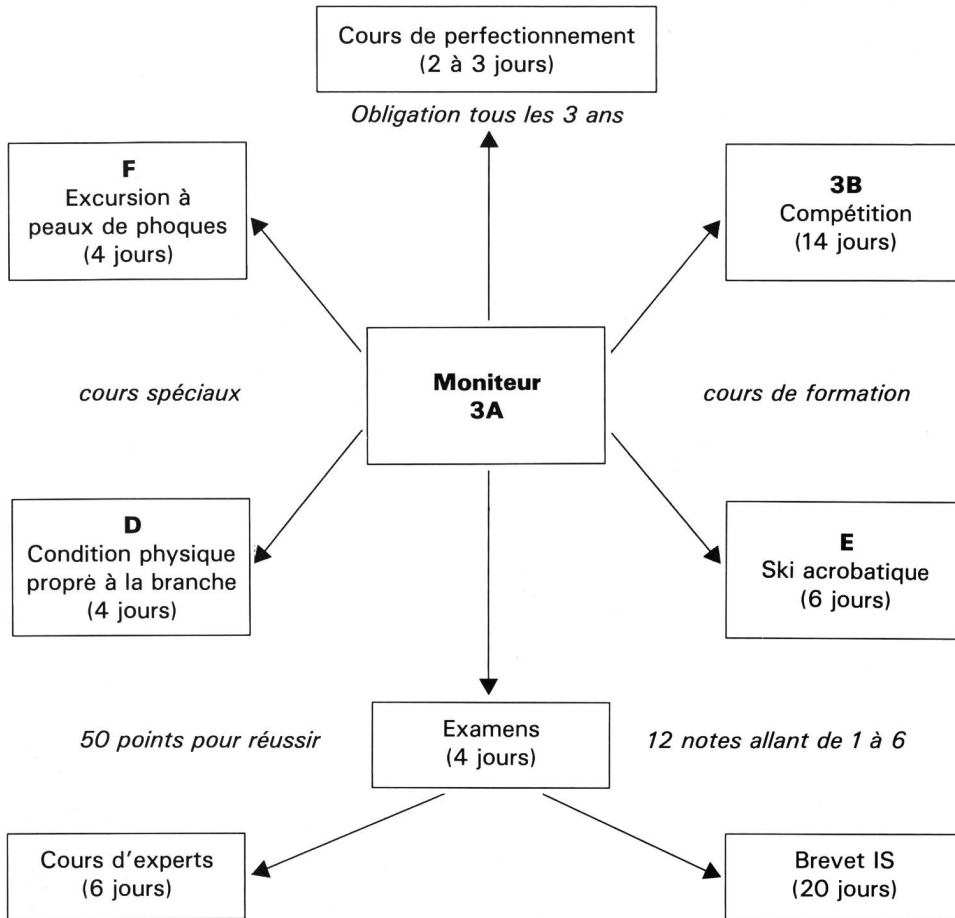 Cours de perfectionnement
(2 à 3 jours)
Obligation tous les 3 ans
F
Excursion à
peaux de phoques
(4 jours)
3B
Compétition
(14 jours)
Moniteur
3A
cours spéciaux
cours de formation
D
Condition physique
propre à la branche
(4 jours)
E
Ski acrobatique
(6 jours)
50 points pour réussir
Examens
(4 jours)
12 notes allant de 1 à 6
Cours d'experts
(6 jours)
Brevet IS
(20 jours)